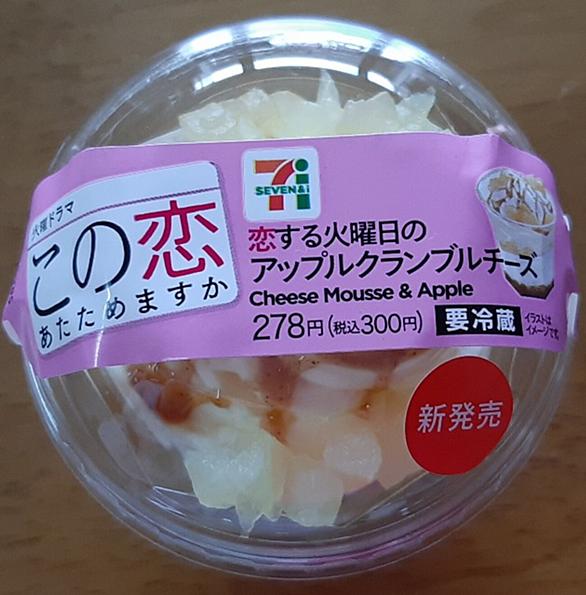 火曜ドラマ
この恋
あたためますか
7i
SEVEN&i
恋する火曜日の
アップルクランブルチーズ
Cheese Mousse & Apple
278円(税込300円)
要冷蔵
イラストは
イメージです。
新発売